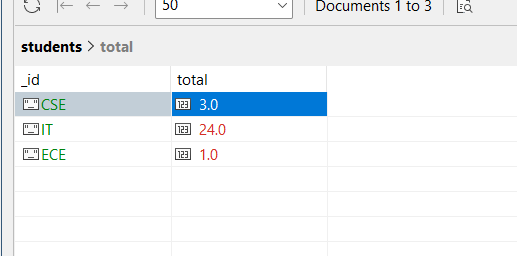 50 Documents 1 to 3
students > total
_id total
CSE 3.0
IT 24.0
ECE 1.0